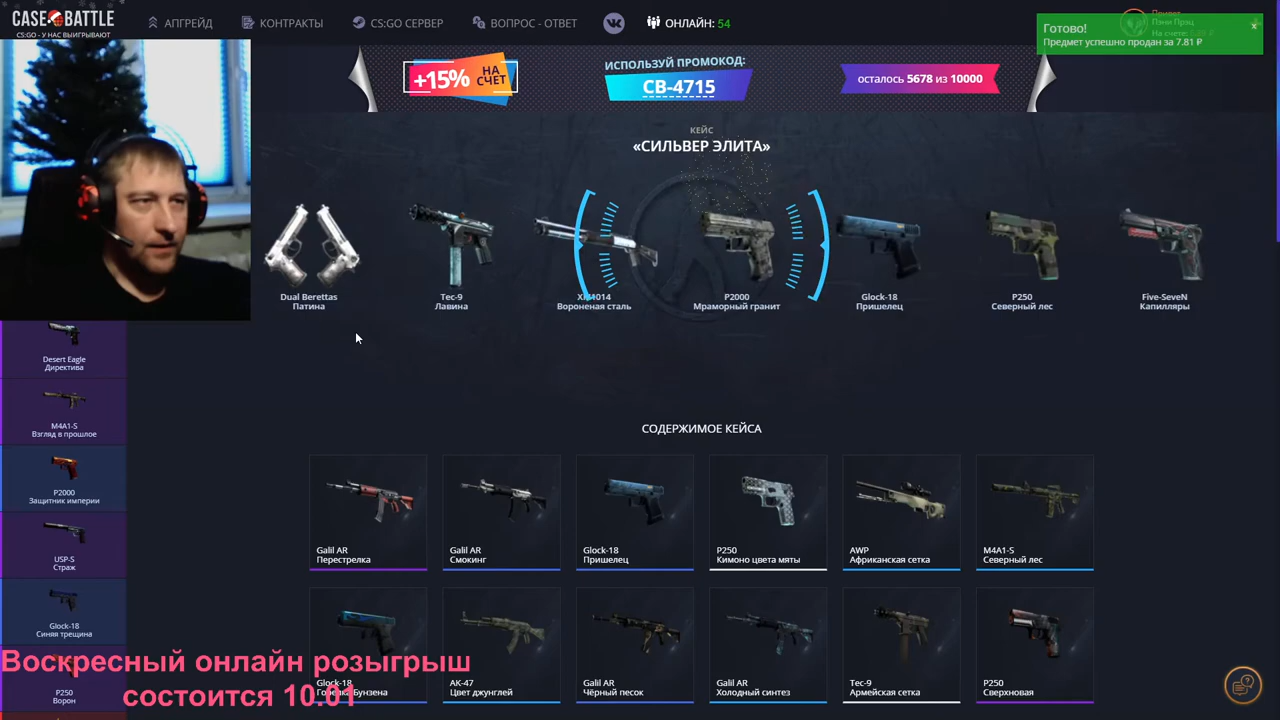 CASE BATTLE
CS:GO - У НАС ВЫИГРЫВАЮТ
АПГРЕЙД
КОНТРАКТЫ
CS:GO СЕРВЕР
ВОПРОС - ОТВЕТ
ОНЛАЙН: 54
Привет
Пэни Прэц
На счете:
Готово!
Предмет успешно продан за 7.81 ₽
x
+15% НА СЧЕТ
ИСПОЛЬЗУЙ ПРОМОКОД:
CB-4715
осталось 5678 из 10000
КЕЙС
«СИЛЬВЕР ЭЛИТА»
Dual Berettas
Патина
Tec-9
Лавина
XM1014
Вороненая сталь
P2000
Мраморный гранит
Glock-18
Пришелец
P250
Северный лес
Five-SeveN
Капилляры
Desert Eagle
Директива
M4A1-S
Взгляд в прошлое
P2000
Защитник империи
USP-S
Страж
Glock-18
Синяя трещина
P250
Ворон
СОДЕРЖИМОЕ КЕЙСА
Galil AR
Перестрелка
Galil AR
Смокинг
Glock-18
Пришелец
P250
Кимоно цвета мяты
AWP
Африканская сетка
M4A1-S
Северный лес
Glock-18
Горелка Бунзена
AK-47
Цвет джунглей
Galil AR
Чёрный песок
Galil AR
Холодный синтез
Tec-9
Армейская сетка
P250
Сверхновая
Воскресный онлайн розыгрыш
состоится 10.01